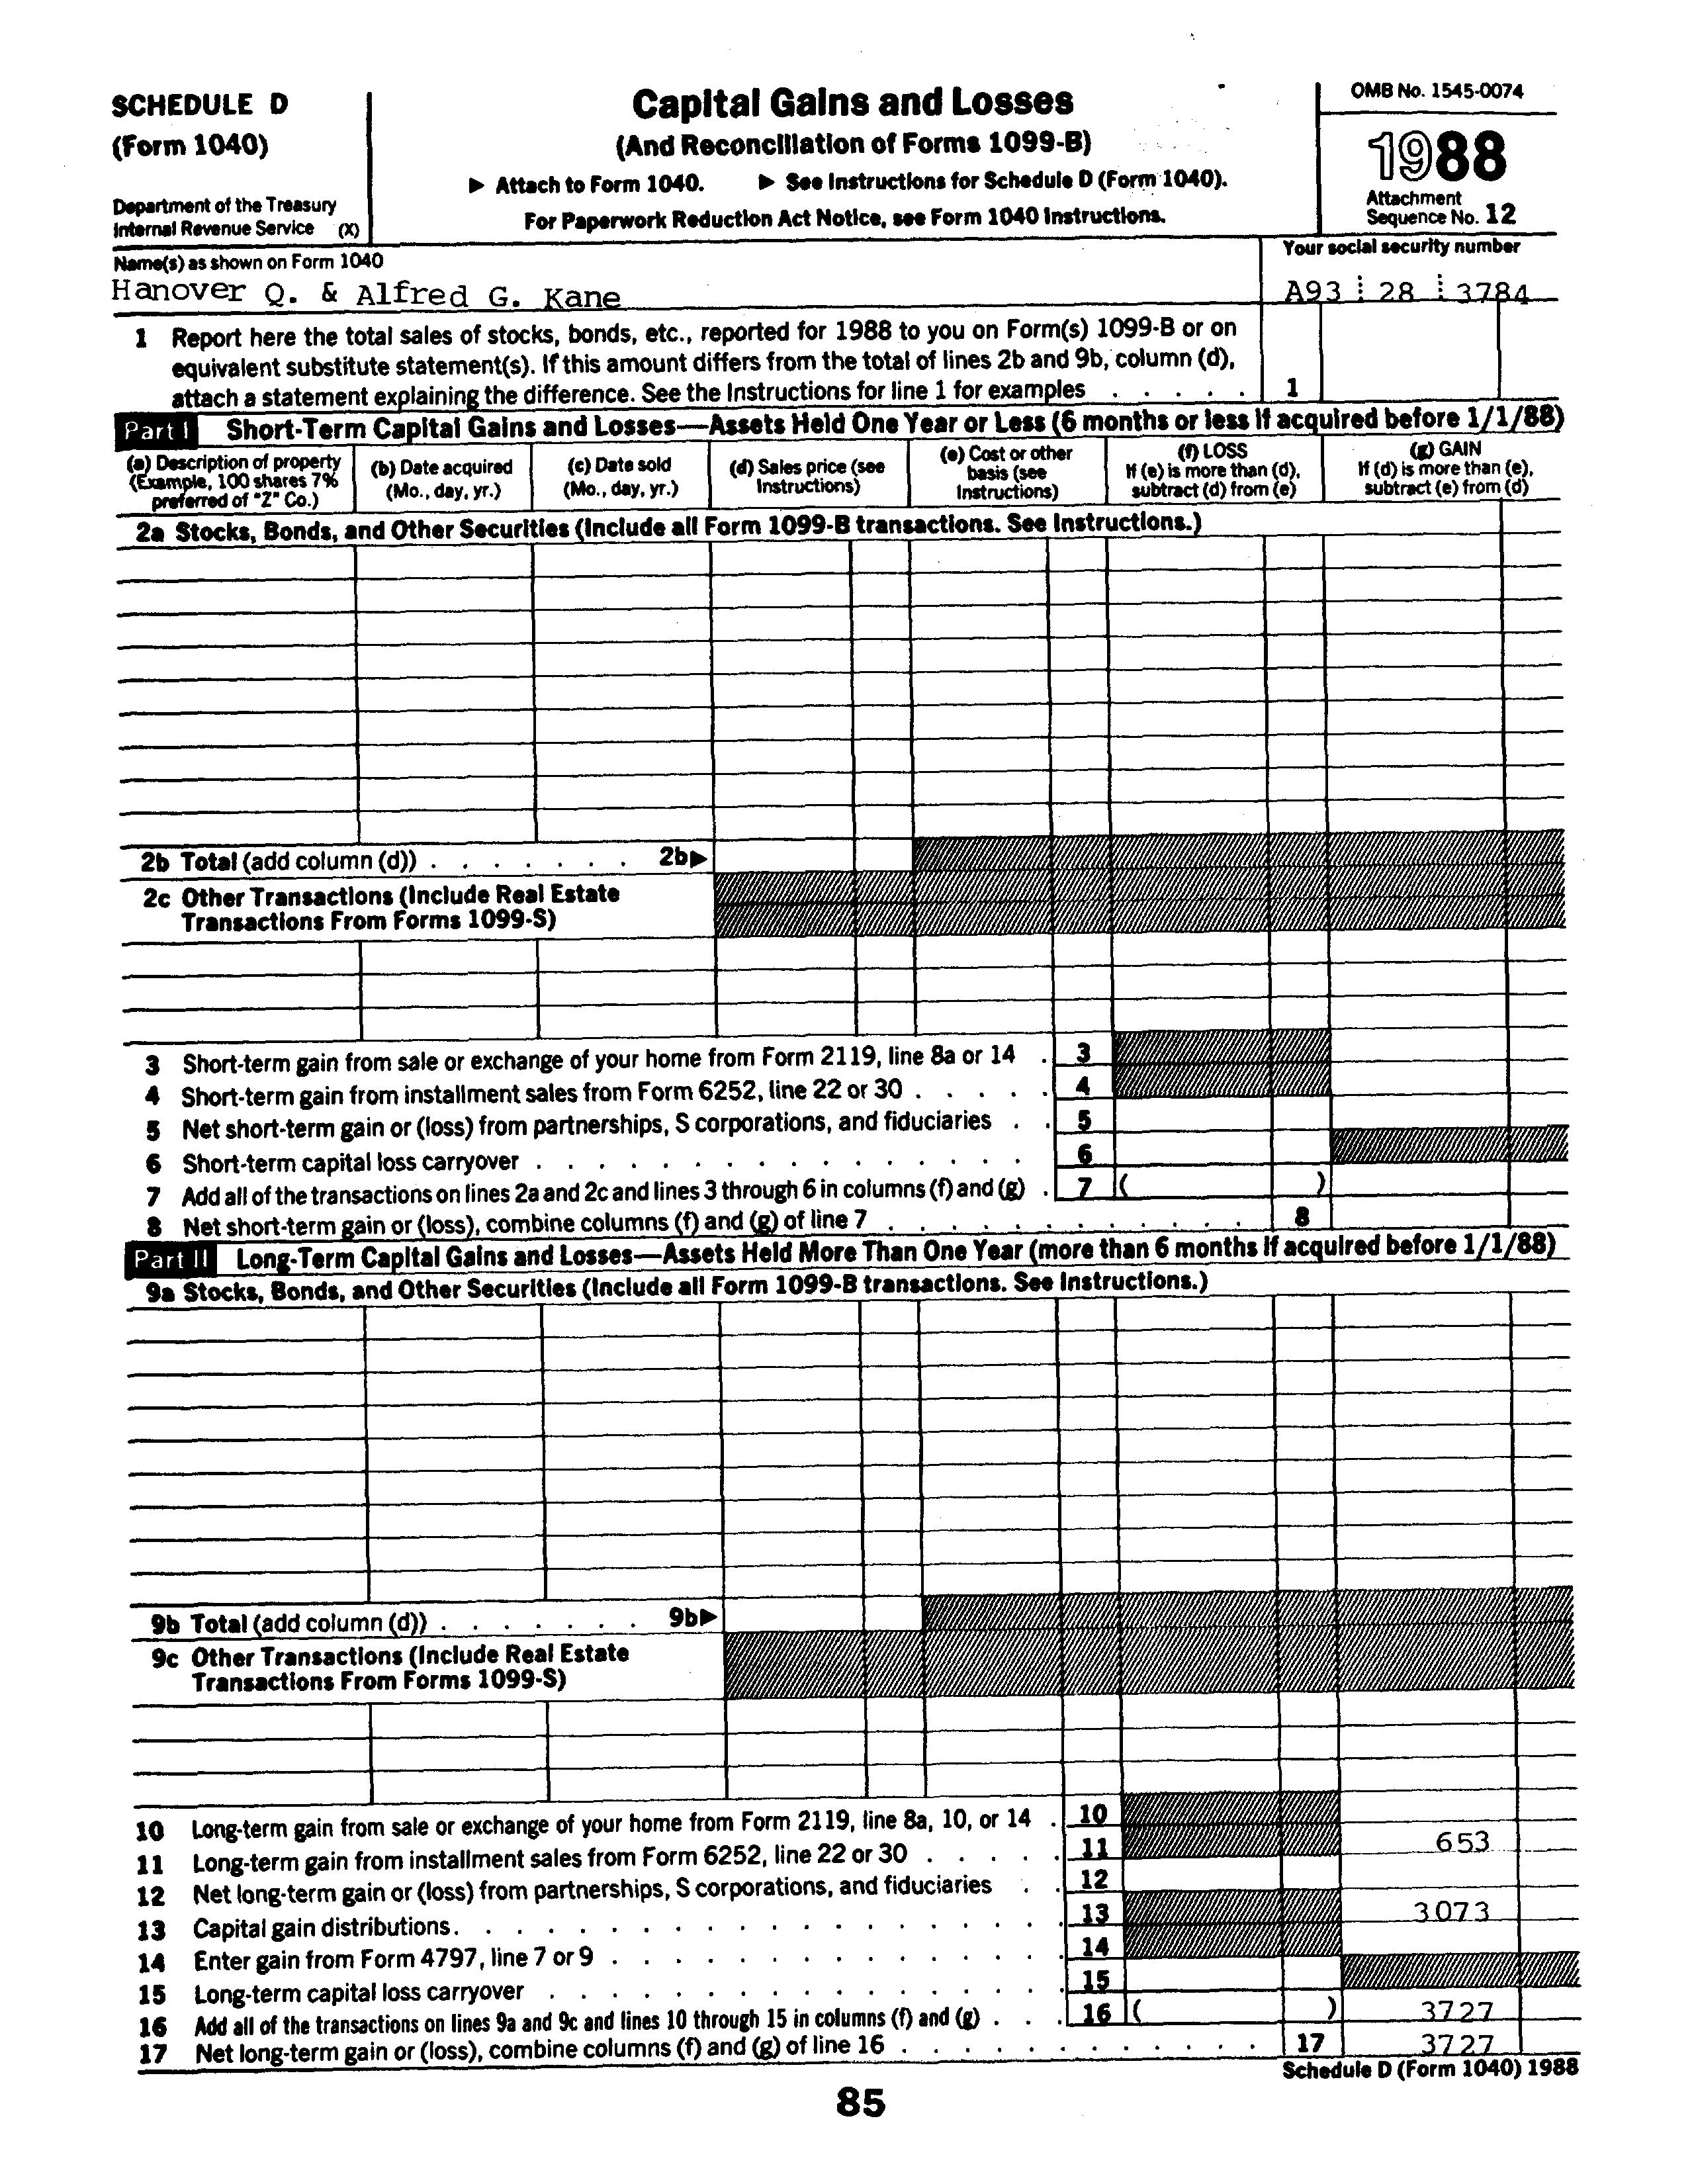 SCHEDULE D
(Form 1040)
Department of the Treasury
Internal Revenue Service (X)
Capital Gains and Losses
(And Reconciliation of Forms 1099-B)
▶ Attach to Form 1040. ▶ See Instructions for Schedule D (Form 1040).
For Paperwork Reduction Act Notice, see Form 1040 Instructions.
OMB No. 1545-0074
1988
Attachment
Sequence No. 12
Name(s) as shown on Form 1040
Hanover Q. & Alfred G. Kane
Your social security number
A93 28 3784
1 Report here the total sales of stocks, bonds, etc., reported for 1988 to you on Form(s) 1099-B or on
equivalent substitute statement(s). If this amount differs from the total of lines 2b and 9b, column (d),
attach a statement explaining the difference. See the Instructions for line 1 for examples . . . . . 1
Part I Short-Term Capital Gains and Losses—Assets Held One Year or Less (6 months or less if acquired before 1/1/88)
(a) Description of property
(Example, 100 shares 7%
preferred of "Z" Co.)
(b) Date acquired
(Mo., day, yr.)
(c) Date sold
(Mo., day, yr.)
(d) Sales price (see
Instructions)
(e) Cost or other
basis (see
Instructions)
(f) LOSS
If (e) is more than (d),
subtract (d) from (e)
(g) GAIN
If (d) is more than (e),
subtract (e) from (d)
2a Stocks, Bonds, and Other Securities (Include all Form 1099-B transactions. See Instructions.)
2b Total (add column (d)) . . . . . . . 2b▶
2c Other Transactions (Include Real Estate
Transactions From Forms 1099-S)
3 Short-term gain from sale or exchange of your home from Form 2119, line 8a or 14 . 3
4 Short-term gain from installment sales from Form 6252, line 22 or 30 . . . . . 4
5 Net short-term gain or (loss) from partnerships, S corporations, and fiduciaries . . 5
6 Short-term capital loss carryover . . . . . . . . . . . . . . . . 6
7 Add all of the transactions on lines 2a and 2c and lines 3 through 6 in columns (f) and (g) . 7 ( )
8 Net short-term gain or (loss), combine columns (f) and (g) of line 7 . . . . . . . . . . . . . 8
Part II Long-Term Capital Gains and Losses—Assets Held More Than One Year (more than 6 months if acquired before 1/1/88)
9a Stocks, Bonds, and Other Securities (Include all Form 1099-B transactions. See Instructions.)
9b Total (add column (d)) . . . . . . . 9b▶
9c Other Transactions (Include Real Estate
Transactions From Forms 1099-S)
10 Long-term gain from sale or exchange of your home from Form 2119, line 8a, 10, or 14 . 10
11 Long-term gain from installment sales from Form 6252, line 22 or 30 . . . . . 11 653
12 Net long-term gain or (loss) from partnerships, S corporations, and fiduciaries . . 12
13 Capital gain distributions . . . . . . . . . . . . . . . . . . . 13 3073
14 Enter gain from Form 4797, line 7 or 9 . . . . . . . . . . . . . . 14
15 Long-term capital loss carryover . . . . . . . . . . . . . . . . 15
16 Add all of the transactions on lines 9a and 9c and lines 10 through 15 in columns (f) and (g) . . . 16 ( ) 3727
17 Net long-term gain or (loss), combine columns (f) and (g) of line 16 . . . . . . . . . . . . . 17 3727
Schedule D (Form 1040) 1988
85